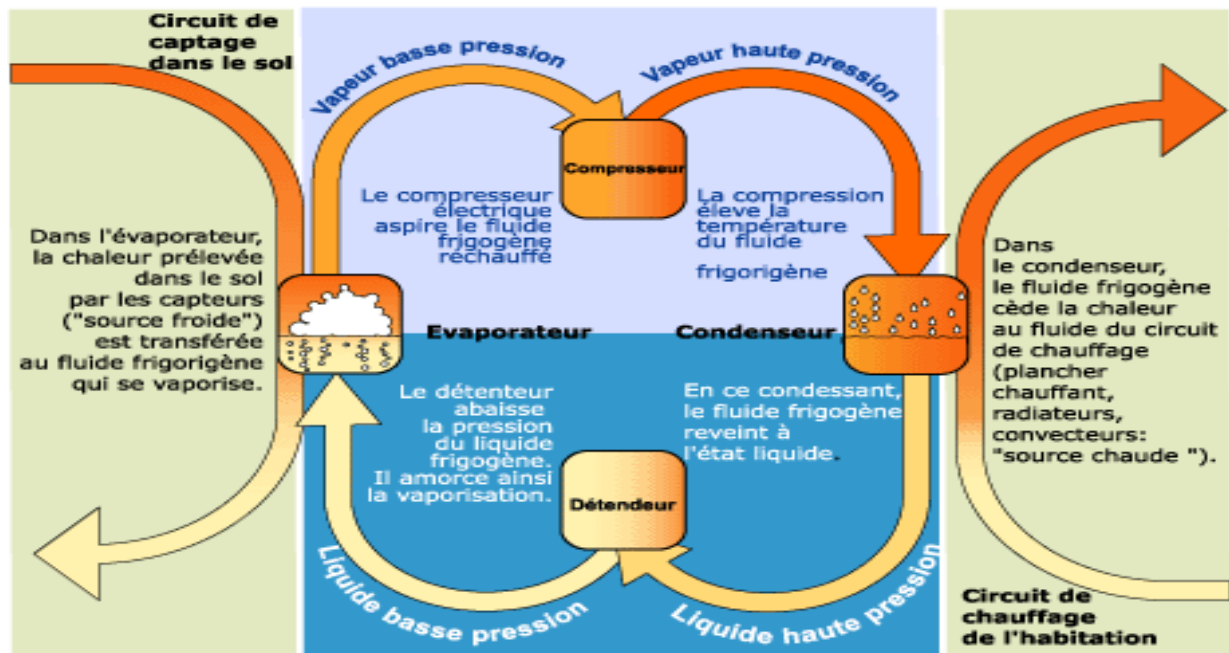 Circuit de
captage
dans le sol
Vapeur basse pression
Vapeur haute pression
Compresseur
Le compresseur
électrique
aspire le fluide
frigogène
réchauffé
La compression
éleve la
température
du fluide
frigorigène
Dans l'évaporateur,
la chaleur prélevée
dans le sol
par les capteurs
("source froide")
est transférée
au fluide frigorigène
qui se vaporise.
Evaporateur
Condenseur
Dans
le condenseur,
le fluide frigogène
cède la chaleur
au fluide du circuit
de chauffage
(plancher
chauffant,
radiateurs,
convecteurs:
"source chaude ").
Le détenteur
abaisse
la pression
du liquide
frigogène.
Il amorce ainsi
la vaporisation.
En ce condessant,
le fluide frigogène
reveint à
l'état liquide.
Détendeur
Liquide basse pression
Liquide haute pression
Circuit de
chauffage
de l'habitation